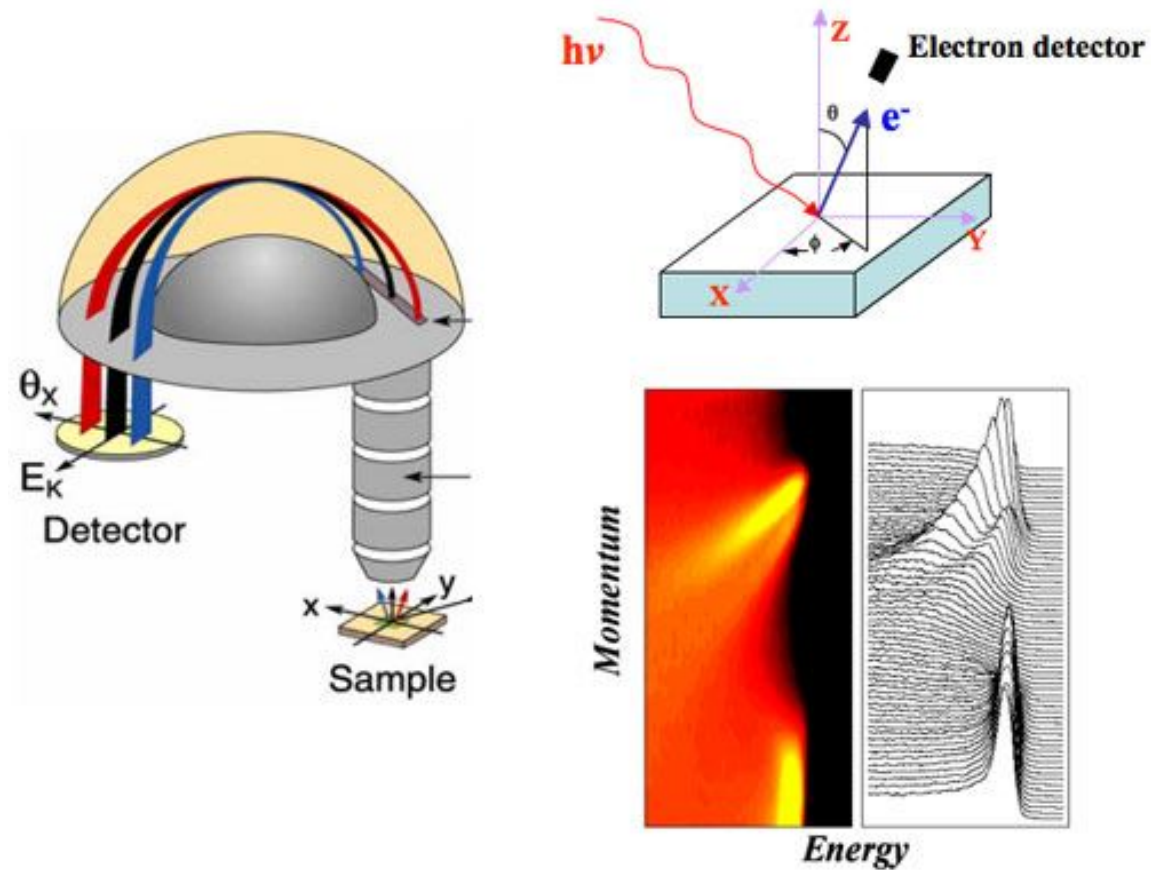 θx
EK
Detector
x
y
Sample
hν
Z
Electron detector
θ
e-
ϕ
Y
X
Momentum
Energy